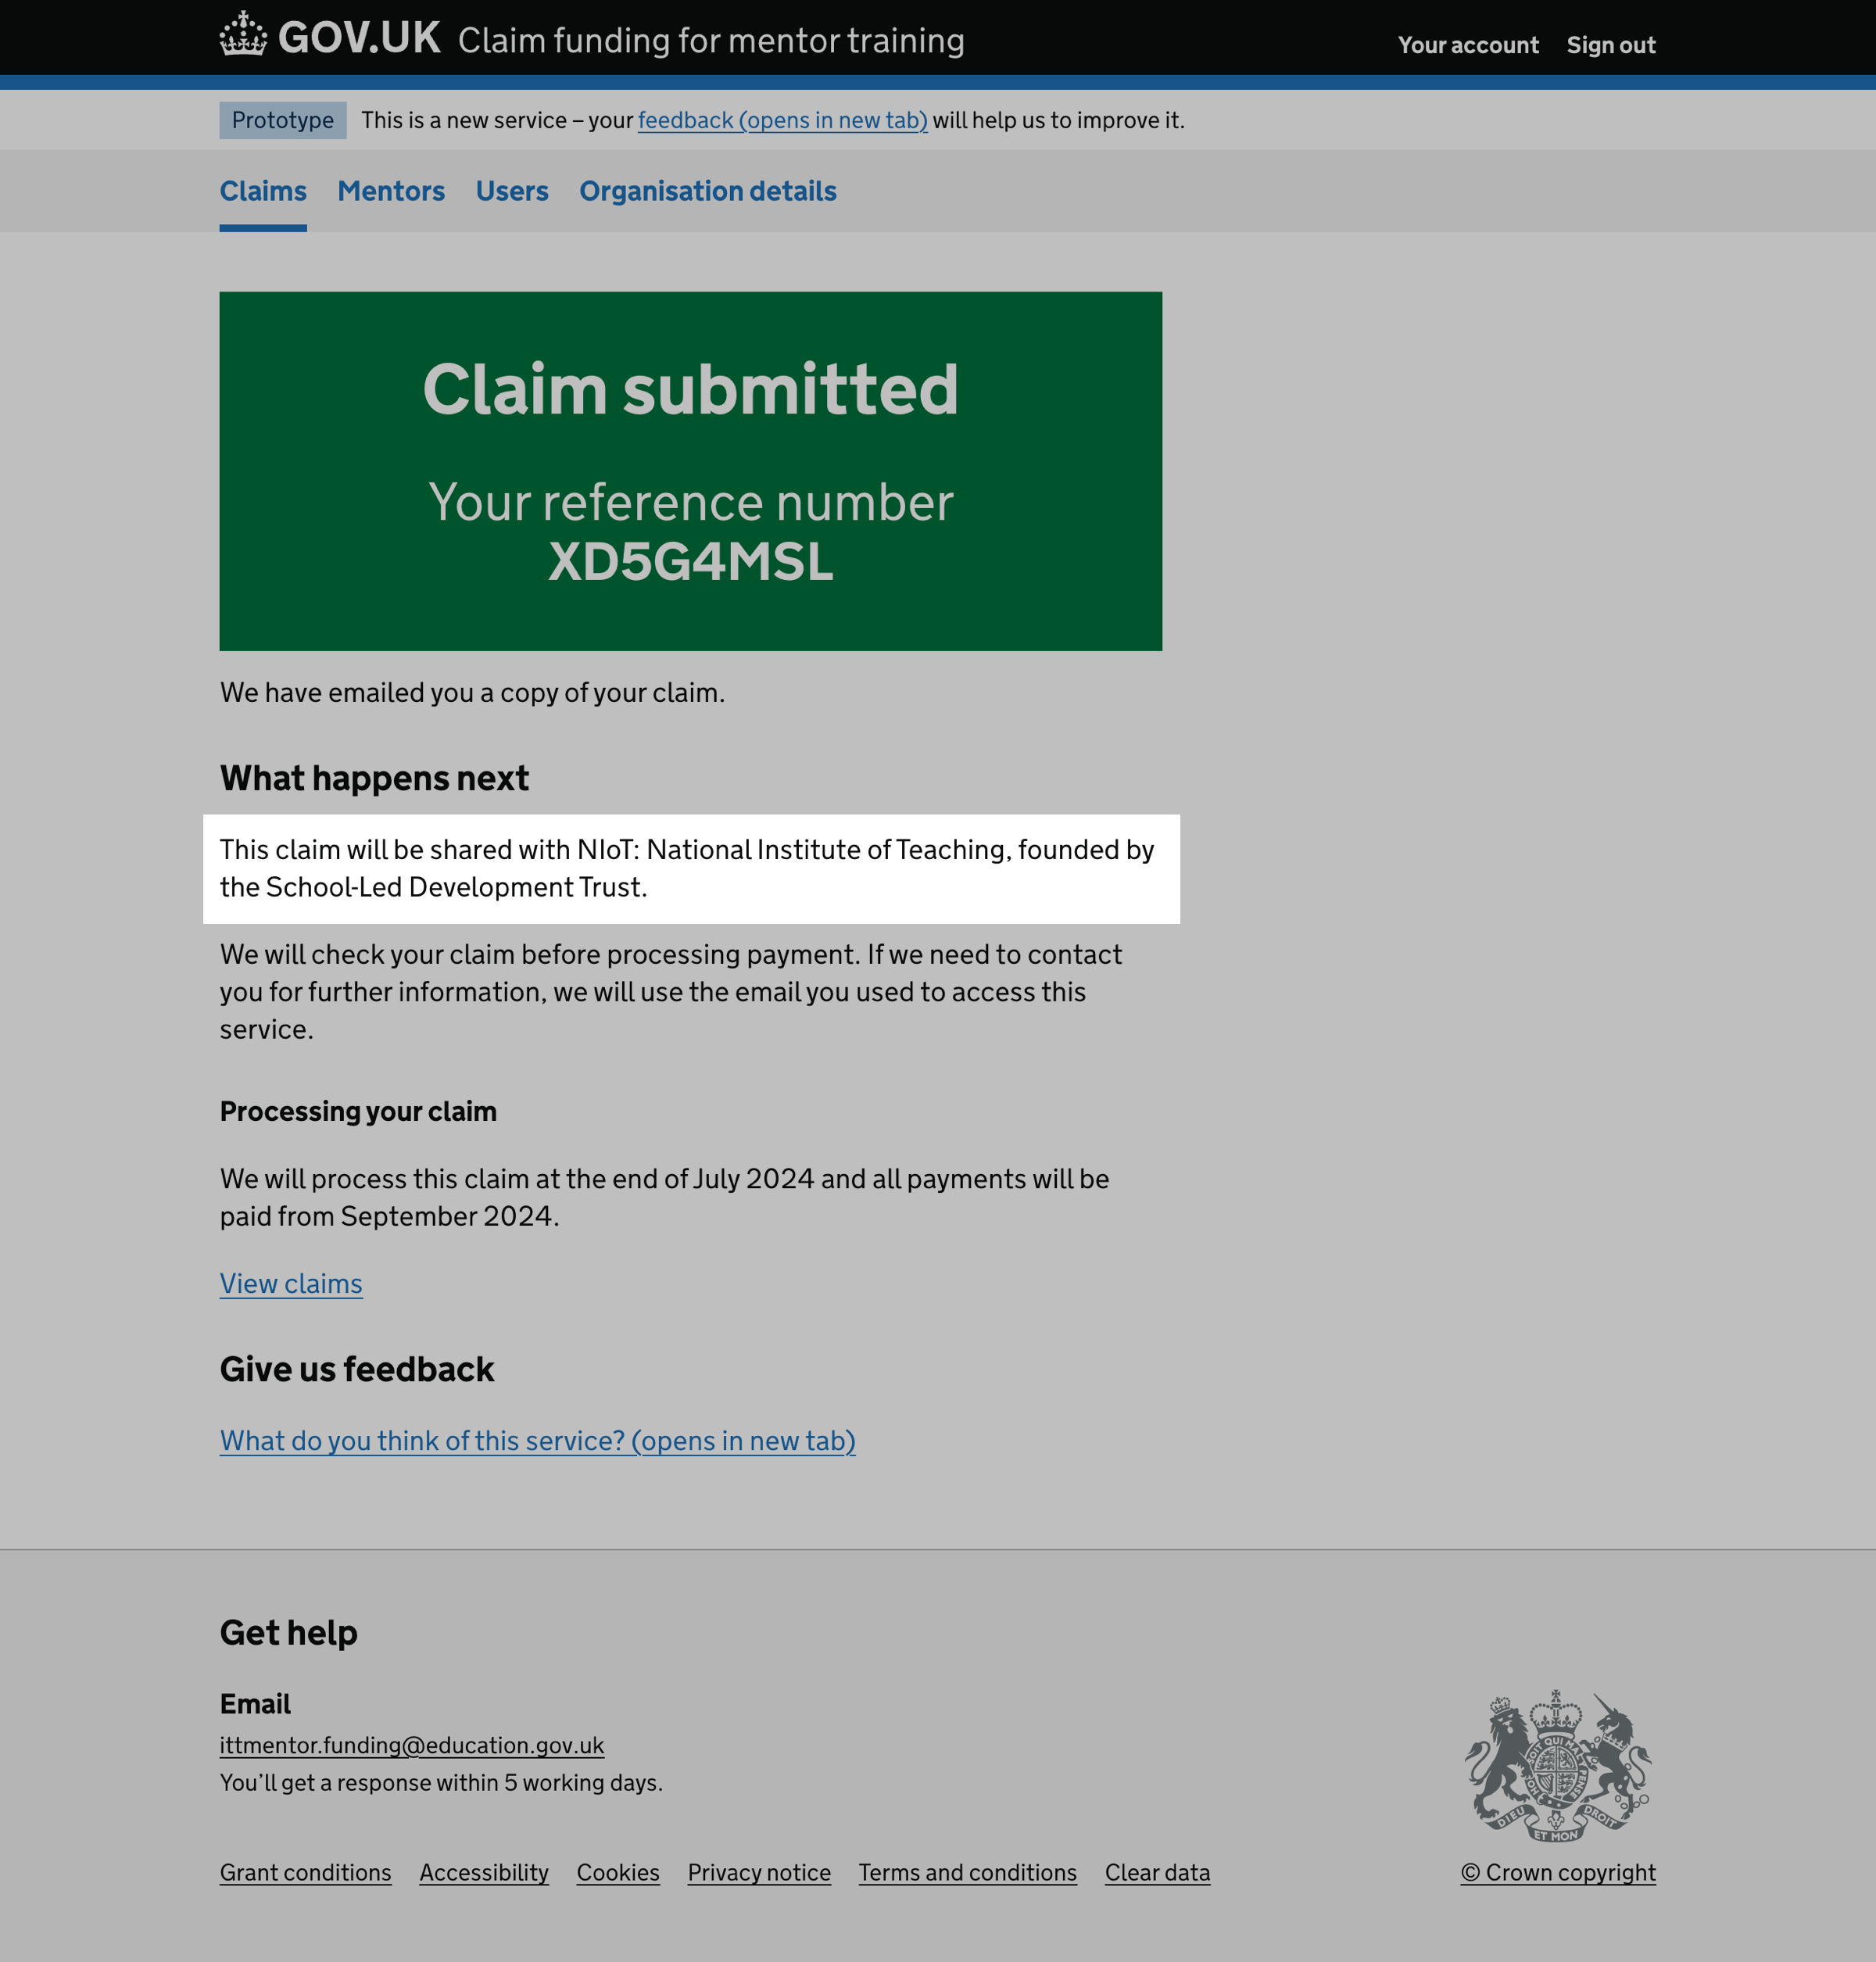 GOV.UK Claim funding for mentor training
Your account Sign out
Prototype This is a new service – your feedback (opens in new tab) will help us to improve it.
Claims Mentors Users Organisation details
Claim submitted
Your reference number
XD5G4MSL
We have emailed you a copy of your claim.
What happens next
This claim will be shared with NIoT: National Institute of Teaching, founded by
the School-Led Development Trust.
We will check your claim before processing payment. If we need to contact
you for further information, we will use the email you used to access this
service.
Processing your claim
We will process this claim at the end of July 2024 and all payments will be
paid from September 2024.
View claims
Give us feedback
What do you think of this service? (opens in new tab)
Get help
Email
ittmentor.funding@education.gov.uk
You’ll get a response within 5 working days.
DIEU ET MON DROIT
Grant conditions Accessibility Cookies Privacy notice Terms and conditions Clear data
© Crown copyright